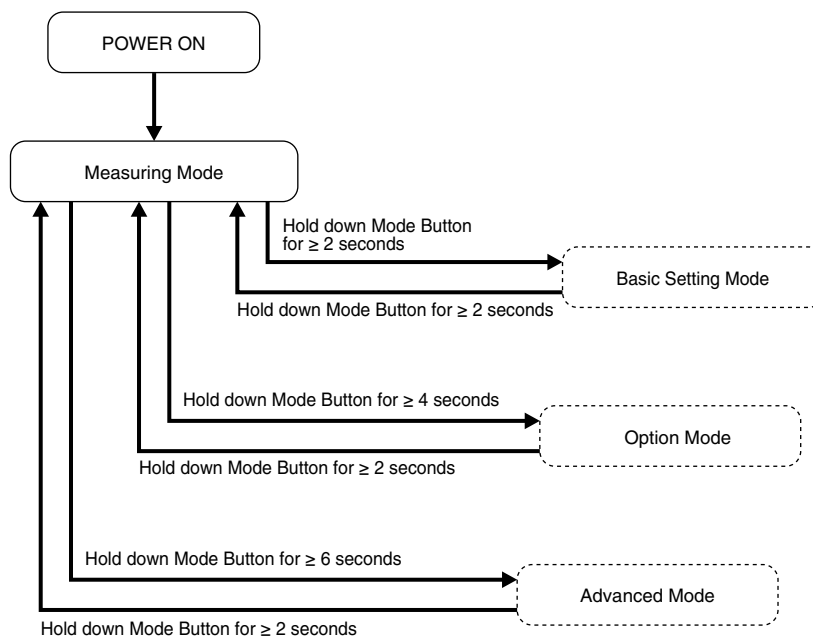 POWER ON
Measuring Mode
Hold down Mode Button
for ≥ 2 seconds
Basic Setting Mode
Hold down Mode Button for ≥ 2 seconds
Hold down Mode Button for ≥ 4 seconds
Option Mode
Hold down Mode Button for ≥ 2 seconds
Hold down Mode Button for ≥ 6 seconds
Advanced Mode
Hold down Mode Button for ≥ 2 seconds